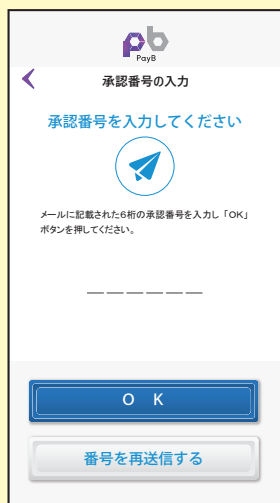 pb
PayB
承認番号の入力
承認番号を入力してください
メールに記載された6桁の承認番号を入力し「OK」
ボタンを押してください。
O K
番号を再送信する